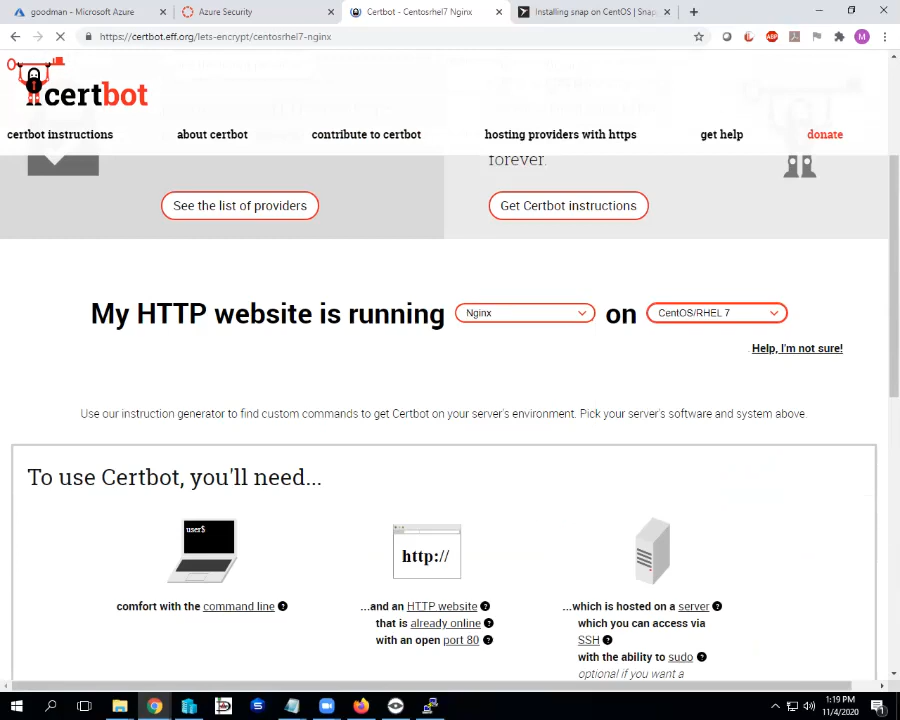 goodman - Microsoft Azure
Azure Security
Certbot - Centosrhel7 Nginx
Installing snap on CentOS | Snap
https://certbot.eff.org/lets-encrypt/centosrhel7-nginx
ABP
M
certbot
certbot instructions
about certbot
contribute to certbot
hosting providers with https
get help
donate
forever.
See the list of providers
Get Certbot instructions
My HTTP website is running
Nginx
on
CentOS/RHEL 7
Help, I'm not sure!
Use our instruction generator to find custom commands to get Certbot on your server's environment. Pick your server's software and system above.
To use Certbot, you'll need...
user$
http://
comfort with the command line ?
...and an HTTP website ?
that is already online ?
with an open port 80 ?
...which is hosted on a server ?
which you can access via
SSH ?
with the ability to sudo ?
optional if you want a
1:19 PM
11/4/2020